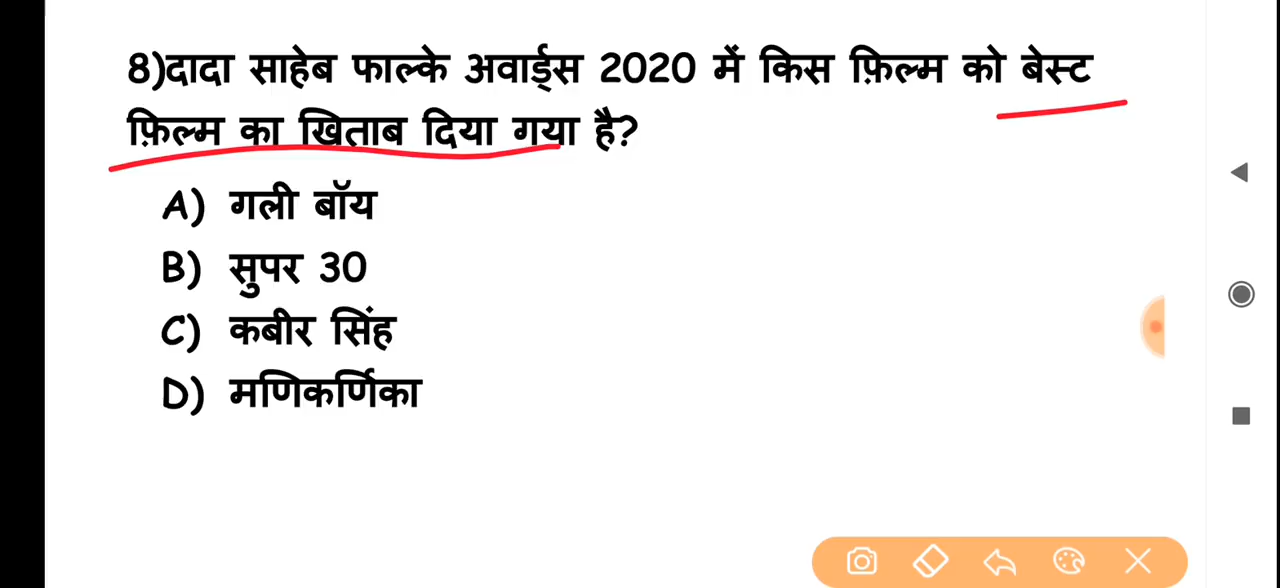 8)दादा साहेब फाल्के अवार्ड्स 2020 में किस फ़िल्म को बेस्ट
फ़िल्म का खिताब दिया गया है?
A) गली बॉय
B) सुपर 30
C) कबीर सिंह
D) मणिकर्णिका